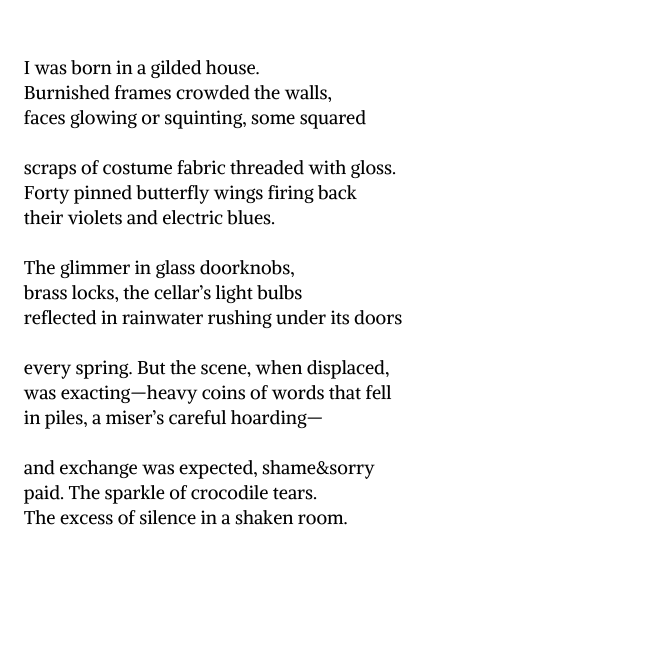 I was born in a gilded house.
Burnished frames crowded the walls,
faces glowing or squinting, some squared
scraps of costume fabric threaded with gloss.
Forty pinned butterfly wings firing back
their violets and electric blues.
The glimmer in glass doorknobs,
brass locks, the cellar’s light bulbs
reflected in rainwater rushing under its doors
every spring. But the scene, when displaced,
was exacting—heavy coins of words that fell
in piles, a miser’s careful hoarding—
and exchange was expected, shame&sorry
paid. The sparkle of crocodile tears.
The excess of silence in a shaken room.